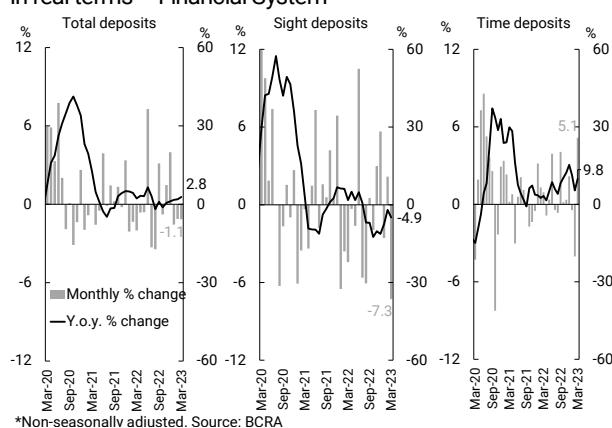 in real terms* - Financial System
Total deposits
Sight deposits
Time deposits
% % % % % %
12 60 12 60 12 60
6 30 6 30 6 30
5.1
9.8
2.8
0 0 0 0 0 0
-4.9
-1.1
-6 -30 -6 -30 -6 -30
-7.3
Monthly % change
Y.o.y. % change
-12 -60 -12 -60 -12 -60
Mar-20 Sep-20 Mar-21 Sep-21 Mar-22 Sep-22 Mar-23
Mar-20 Sep-20 Mar-21 Sep-21 Mar-22 Sep-22 Mar-23
Mar-20 Sep-20 Mar-21 Sep-21 Mar-22 Sep-22 Mar-23
*Non-seasonally adjusted. Source: BCRA